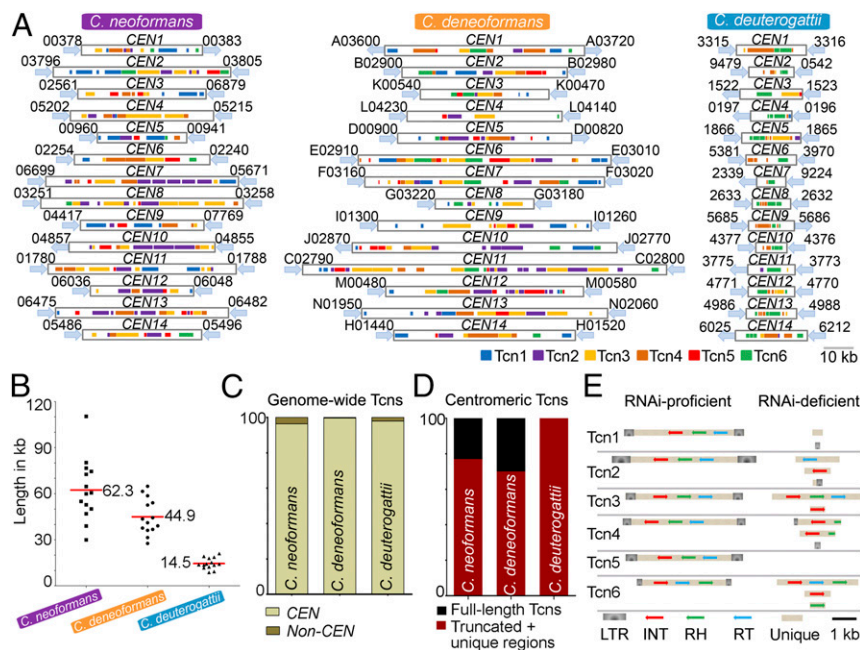 A
C. neoformans
C. deneoformans
C. deuterogattii
00378 CEN1 00383
03796 CEN2 03805
02561 CEN3 06879
05202 CEN4 05215
00960 CEN5 00941
02254 CEN6 02240
06699 CEN7 05671
03251 CEN8 03258
04417 CEN9 07769
04857 CEN10 04855
01780 CEN11 01788
06036 CEN12 06048
06475 CEN13 06482
05486 CEN14 05496
A03600 CEN1 A03720
B02900 CEN2 B02980
K00540 CEN3 K00470
L04230 CEN4 L04140
D00900 CEN5 D00820
E02910 CEN6 E03010
F03160 CEN7 F03020
G03220 CEN8 G03180
I01300 CEN9 I01260
J02870 CEN10 J02770
C02790 CEN11 C02800
M00480 CEN12 M00580
N01950 CEN13 N02060
H01440 CEN14 H01520
3315 CEN1 3316
9479 CEN2 0542
1522 CEN3 1523
0197 CEN4 0196
1866 CEN5 1865
5381 CEN6 3970
2339 CEN7 9224
2633 CEN8 2632
5685 CEN9 5686
4377 CEN10 4376
3775 CEN11 3773
4771 CEN12 4770
4986 CEN13 4988
6025 CEN14 6212
Tcn1 Tcn2 Tcn3 Tcn4 Tcn5 Tcn6
10 kb
B
Length in kb
120
90
60
30
0
62.3
44.9
14.5
C. neoformans
C. deneoformans
C. deuterogattii
C
Genome-wide Tcns
100
0
C. neoformans
C. deneoformans
C. deuterogattii
CEN
Non-CEN
D
Centromeric Tcns
100
0
C. neoformans
C. deneoformans
C. deuterogattii
Full-length Tcns
Truncated +
unique regions
E
RNAi-proficient RNAi-deficient
Tcn1
Tcn2
Tcn3
Tcn4
Tcn5
Tcn6
LTR INT RH RT Unique 1 kb